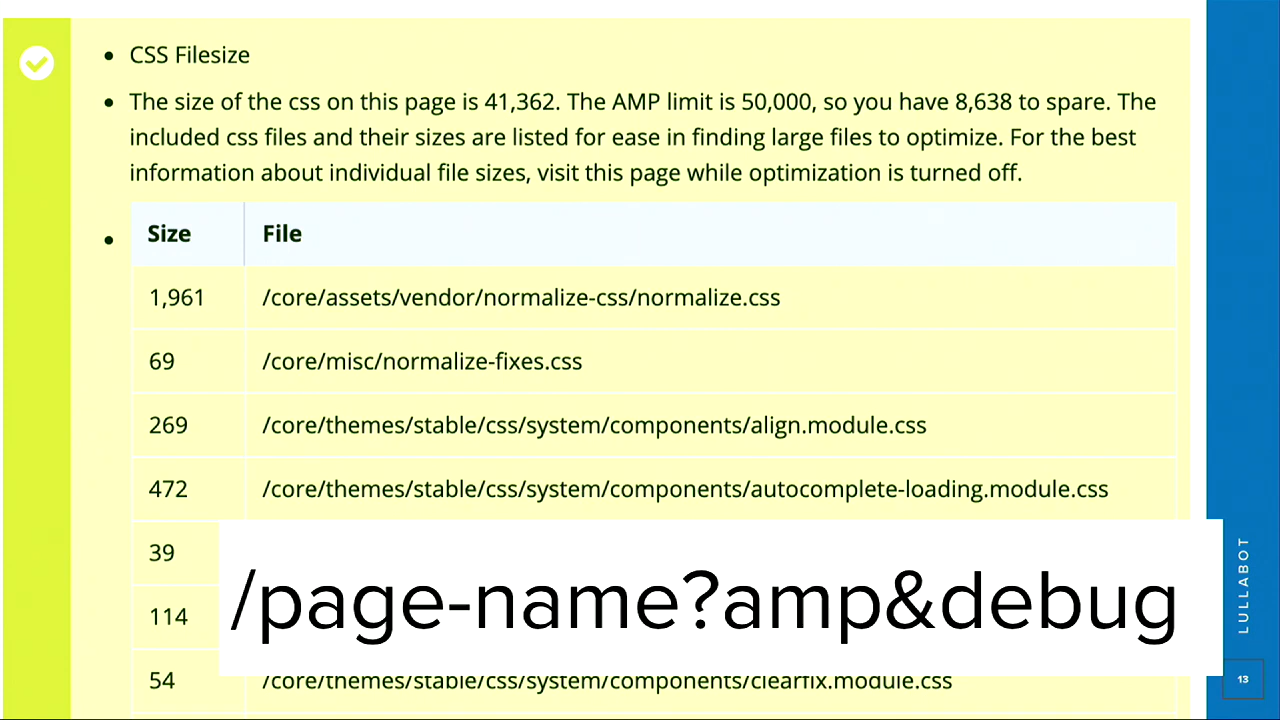 CSS Filesize
The size of the css on this page is 41,362. The AMP limit is 50,000, so you have 8,638 to spare. The
included css files and their sizes are listed for ease in finding large files to optimize. For the best
information about individual file sizes, visit this page while optimization is turned off.
Size File
1,961 /core/assets/vendor/normalize-css/normalize.css
69 /core/misc/normalize-fixes.css
269 /core/themes/stable/css/system/components/align.module.css
472 /core/themes/stable/css/system/components/autocomplete-loading.module.css
39
114
/page-name?amp&debug
54 /core/themes/stable/css/system/components/clearfix.module.css
LULLABOT
13